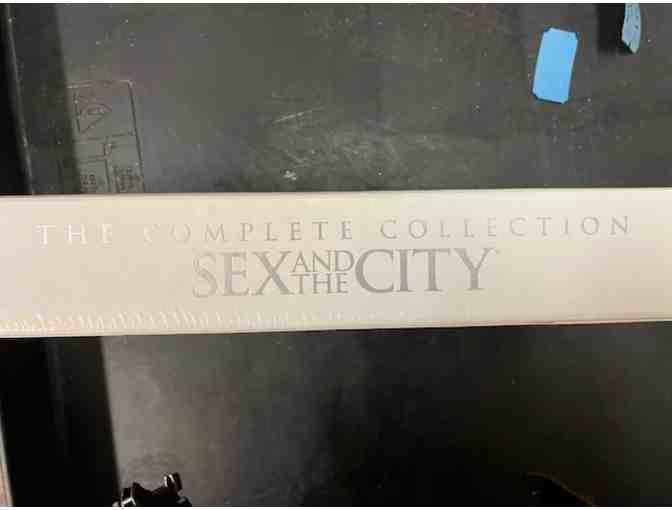 THE COMPLETE COLLECTION
SEX AND THE CITY